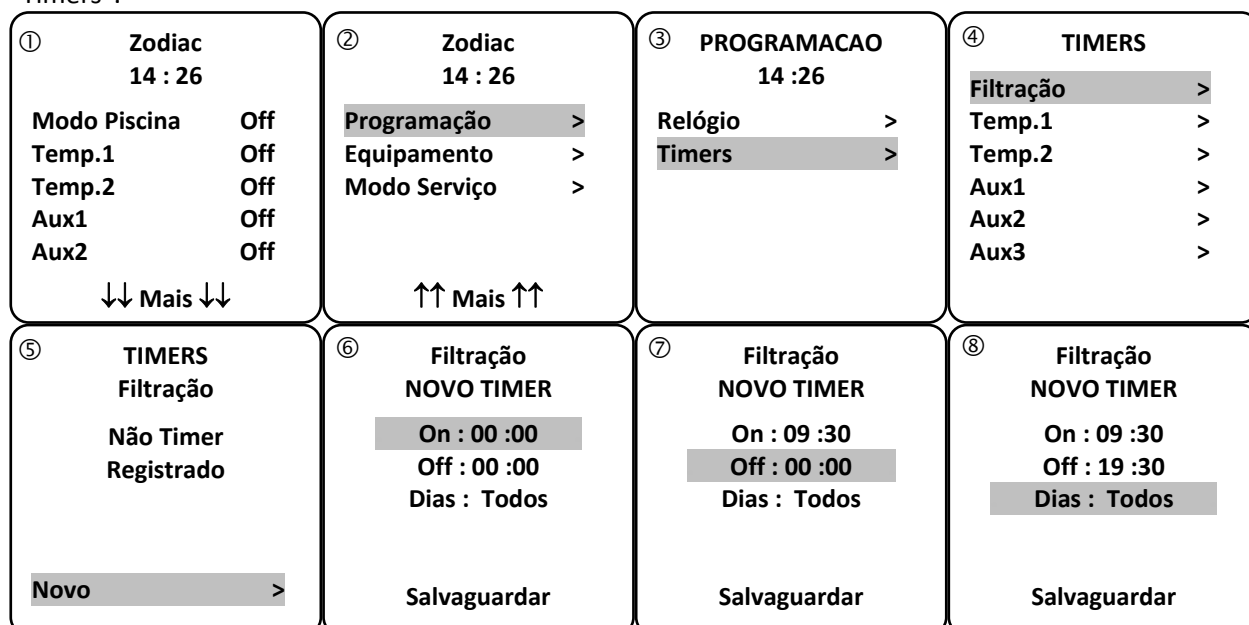 ①
Zodiac
14 : 26
Modo Piscina Off
Temp.1 Off
Temp.2 Off
Aux1 Off
Aux2 Off
↓↓ Mais ↓↓
②
Zodiac
14 : 26
Programação >
Equipamento >
Modo Serviço >
↑↑ Mais ↑↑
③
PROGRAMACAO
14 :26
Relógio >
Timers >
④
TIMERS
Filtração >
Temp.1 >
Temp.2 >
Aux1 >
Aux2 >
Aux3 >
⑤
TIMERS
Filtração
Não Timer
Registrado
Novo >
⑥
Filtração
NOVO TIMER
On : 00 :00
Off : 00 :00
Dias : Todos
Salvaguardar
⑦
Filtração
NOVO TIMER
On : 09 :30
Off : 00 :00
Dias : Todos
Salvaguardar
⑧
Filtração
NOVO TIMER
On : 09 :30
Off : 19 :30
Dias : Todos
Salvaguardar